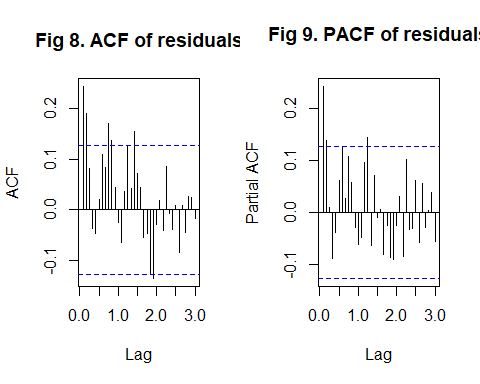 Fig 8. ACF of residuals
ACF
0.2
0.1
0.0
-0.1
0.0 1.0 2.0 3.0
Lag
Fig 9. PACF of residuals
Partial ACF
0.2
0.1
0.0
-0.1
0.0 1.0 2.0 3.0
Lag